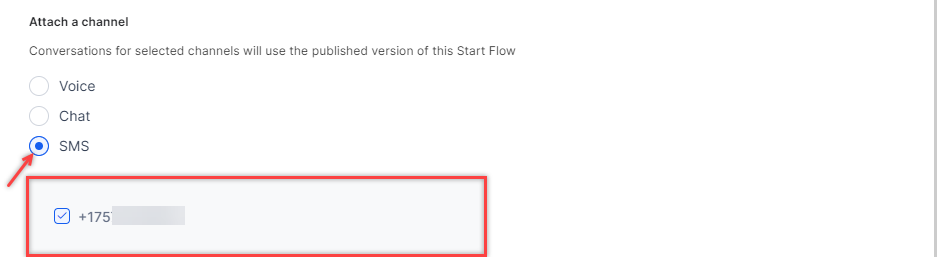 Attach a channel
Conversations for selected channels will use the published version of this Start Flow
Voice
Chat
SMS
+175